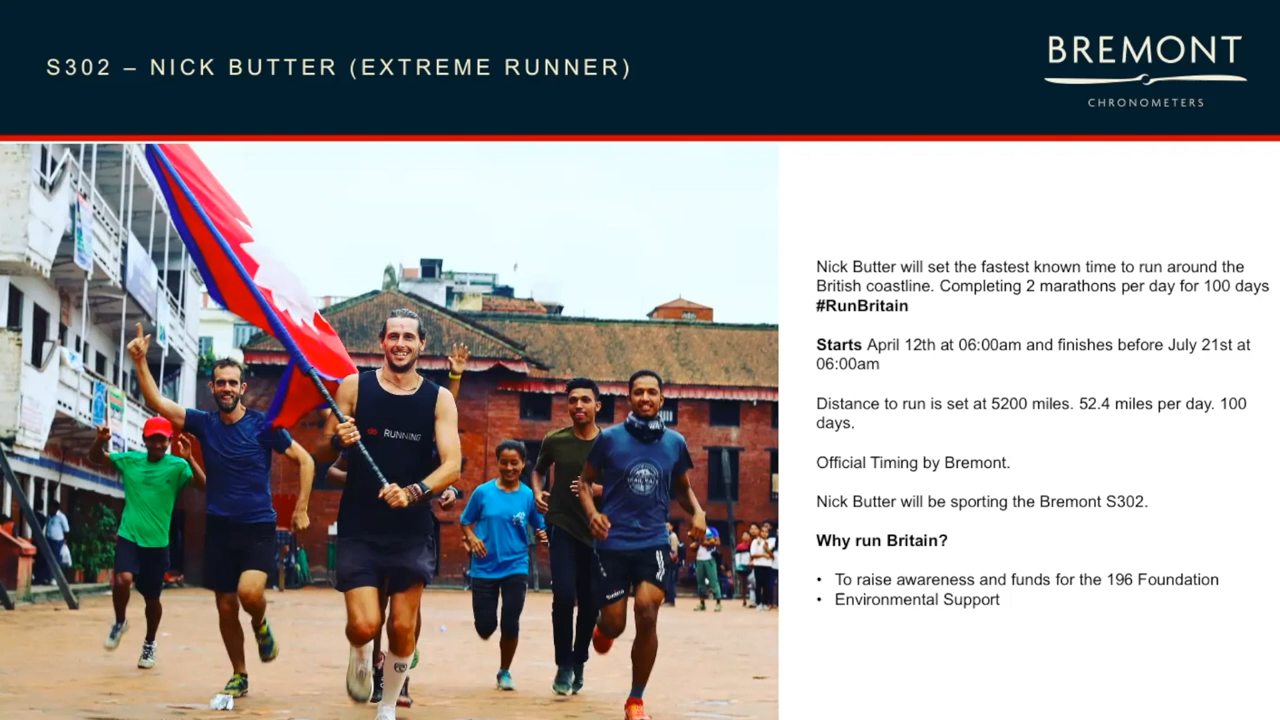 S302 – NICK BUTTER (EXTREME RUNNER)
BREMONT
CHRONOMETERS
RUNNING
Nick Butter will set the fastest known time to run around the
British coastline. Completing 2 marathons per day for 100 days
#RunBritain
Starts April 12th at 06:00am and finishes before July 21st at
06:00am
Distance to run is set at 5200 miles. 52.4 miles per day. 100
days.
Official Timing by Bremont.
Nick Butter will be sporting the Bremont S302.
Why run Britain?
• To raise awareness and funds for the 196 Foundation
• Environmental Support